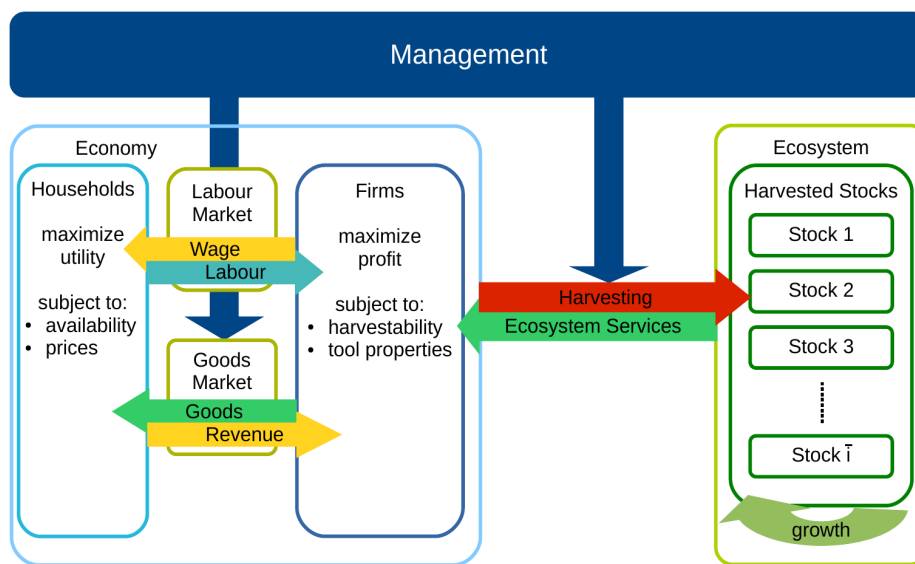 Management
Economy
Households
maximize
utility
subject to:
• availability
• prices
Labour
Market
Wage
Labour
Goods
Market
Goods
Revenue
Firms
maximize
profit
subject to:
• harvestability
• tool properties
Harvesting
Ecosystem Services
Ecosystem
Harvested Stocks
Stock 1
Stock 2
Stock 3
Stock ī
growth